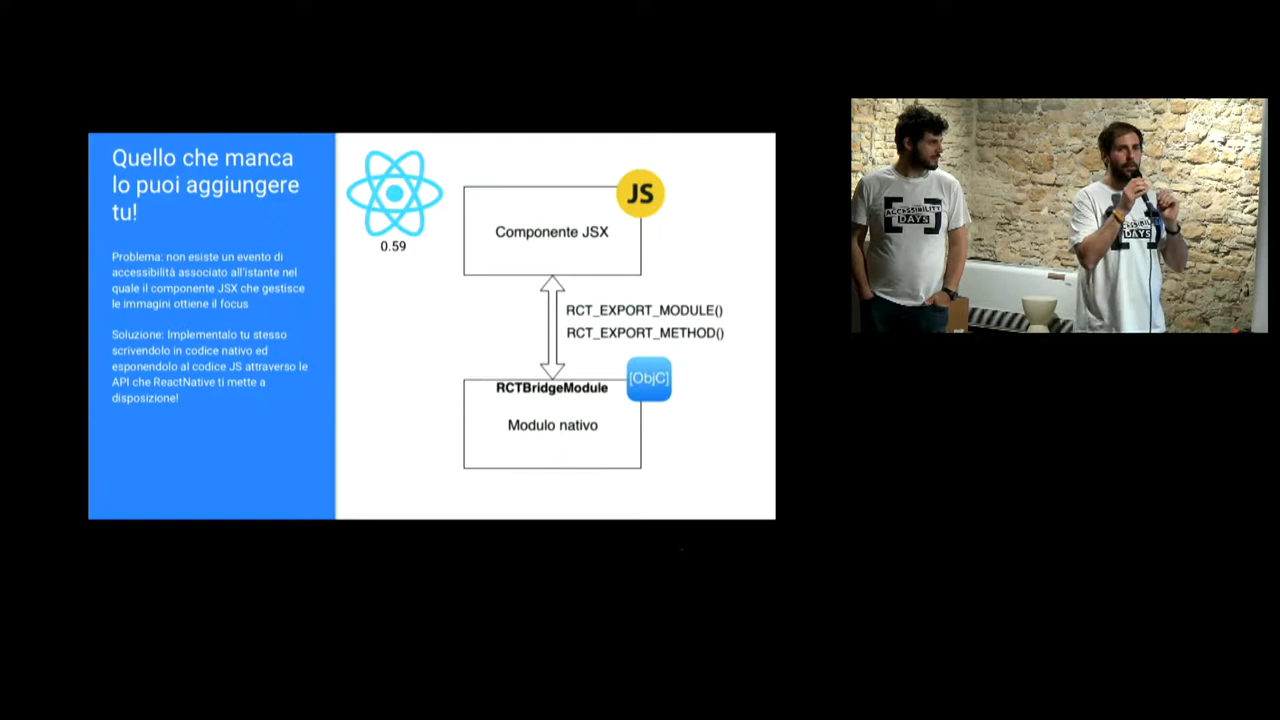 Quello che manca
lo puoi aggiungere
tu!
Problema: non esiste un evento di
accessibilità associato all'istante nel
quale il componente JSX che gestisce
le immagini ottiene il focus
Soluzione: Implementalo tu stesso
scrivendolo in codice nativo ed
esponendolo al codice JS attraverso le
API che ReactNative ti mette a
disposizione!
0.59
JS
Componente JSX
RCT_EXPORT_MODULE()
RCT_EXPORT_METHOD()
[ObjC]
RCTBridgeModule
Modulo nativo
ACCESSIBILITY
DAYS
DAYS